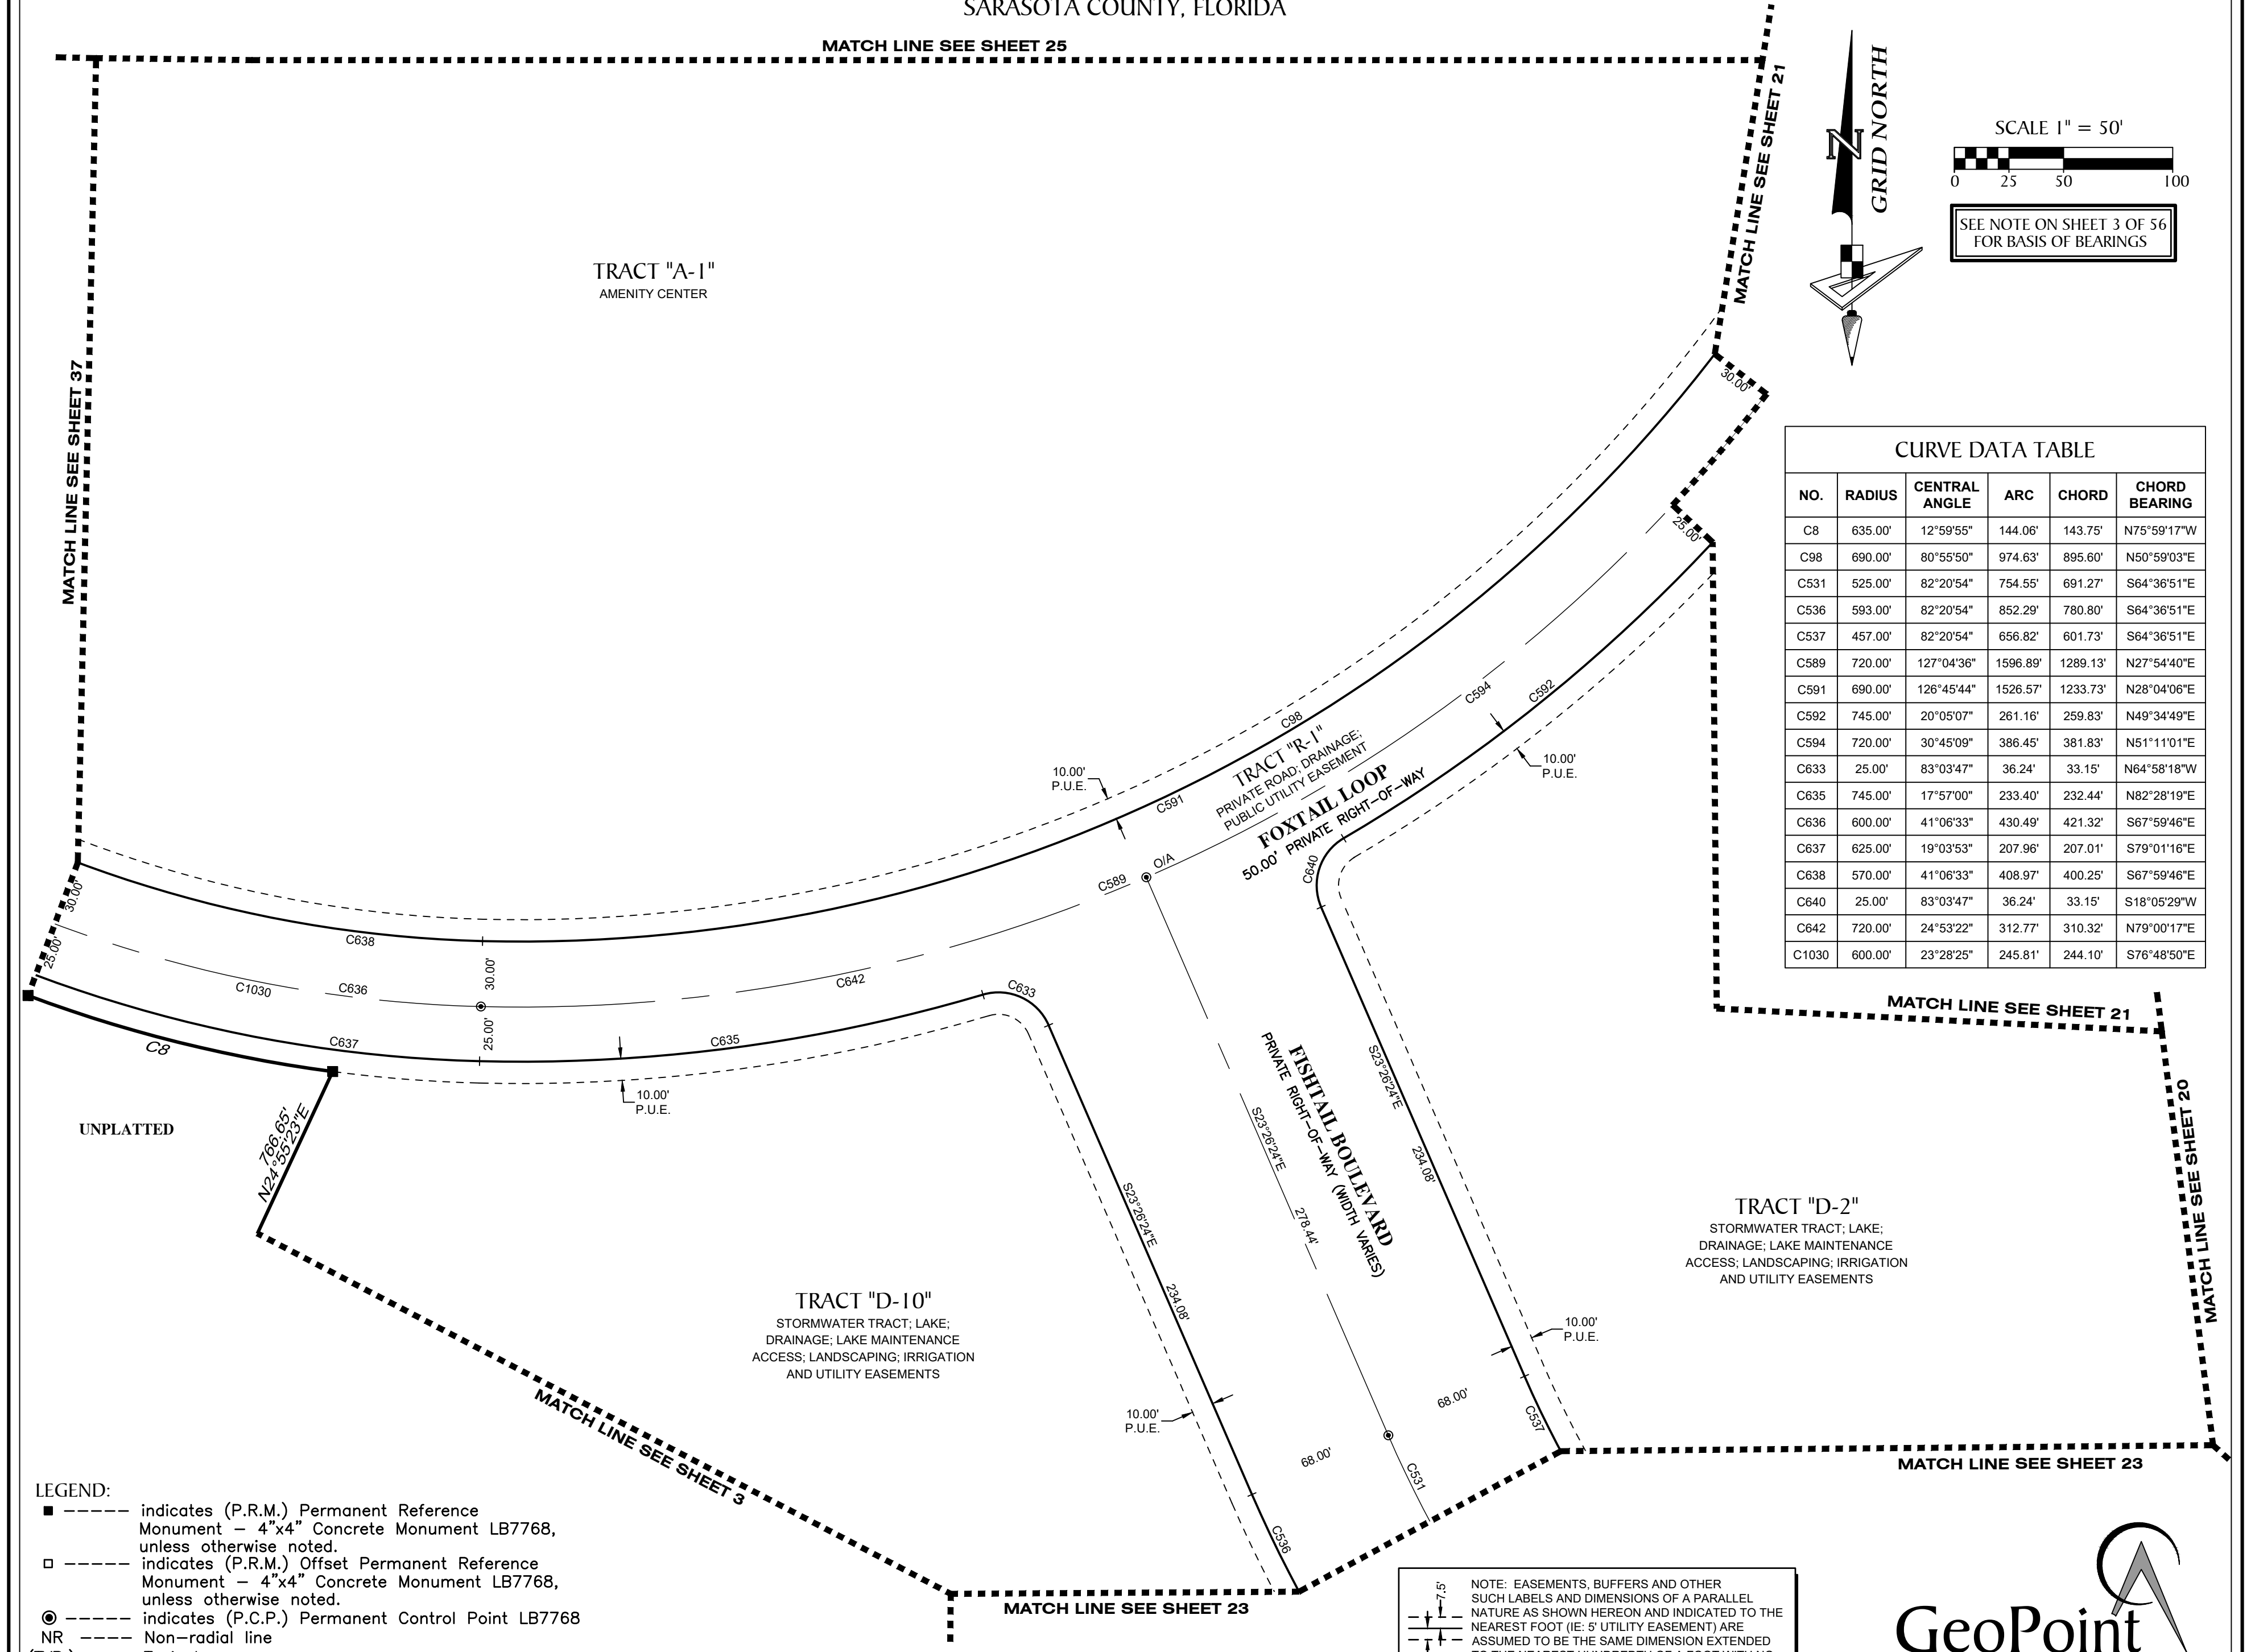 SARASOTA COUNTY, FLORIDA
MATCH LINE SEE SHEET 25
MATCH LINE SEE SHEET 21
MATCH LINE SEE SHEET 37
N
GRID NORTH
SCALE 1" = 50'
0 25 50 100
SEE NOTE ON SHEET 3 OF 56
FOR BASIS OF BEARINGS
TRACT "A-1"
AMENITY CENTER
30.00'
25.00'
CURVE DATA TABLE
NO. RADIUS CENTRAL ANGLE ARC CHORD CHORD BEARING
C8 635.00' 12°59'55" 144.06' 143.75' N75°59'17"W
C98 690.00' 80°55'50" 974.63' 895.60' N50°59'03"E
C531 525.00' 82°20'54" 754.55' 691.27' S64°36'51"E
C536 593.00' 82°20'54" 852.29' 780.80' S64°36'51"E
C537 457.00' 82°20'54" 656.82' 601.73' S64°36'51"E
C589 720.00' 127°04'36" 1596.89' 1289.13' N27°54'40"E
C591 690.00' 126°45'44" 1526.57' 1233.73' N28°04'06"E
C592 745.00' 20°05'07" 261.16' 259.83' N49°34'49"E
C594 720.00' 30°45'09" 386.45' 381.83' N51°11'01"E
C633 25.00' 83°03'47" 36.24' 33.15' N64°58'18"W
C635 745.00' 17°57'00" 233.40' 232.44' N82°28'19"E
C636 600.00' 41°06'33" 430.49' 421.32' S67°59'46"E
C637 625.00' 19°03'53" 207.96' 207.01' S79°01'16"E
C638 570.00' 41°06'33" 408.97' 400.25' S67°59'46"E
C640 25.00' 83°03'47" 36.24' 33.15' S18°05'29"W
C642 720.00' 24°53'22" 312.77' 310.32' N79°00'17"E
C1030 600.00' 23°28'25" 245.81' 244.10' S76°48'50"E
C98
C594
C592
TRACT "R-1"
PRIVATE ROAD; DRAINAGE;
PUBLIC UTILITY EASEMENT
FOXTAIL LOOP
50.00' PRIVATE RIGHT-OF-WAY
10.00'
P.U.E.
10.00'
P.U.E.
C591
O/A
C589
C640
30.00'
25.00'
C638
30.00'
C1030
C636
C642
C633
25.00'
C637
C635
C8
10.00'
P.U.E.
UNPLATTED
766.65'
N24°55'23"E
FISHTAIL BOULEVARD
PRIVATE RIGHT-OF-WAY (WIDTH VARIES)
S23°26'24"E
278.44'
S23°26'24"E
234.08'
S23°26'24"E
234.08'
MATCH LINE SEE SHEET 21
MATCH LINE SEE SHEET 20
TRACT "D-2"
STORMWATER TRACT; LAKE;
DRAINAGE; LAKE MAINTENANCE
ACCESS; LANDSCAPING; IRRIGATION
AND UTILITY EASEMENTS
TRACT "D-10"
STORMWATER TRACT; LAKE;
DRAINAGE; LAKE MAINTENANCE
ACCESS; LANDSCAPING; IRRIGATION
AND UTILITY EASEMENTS
10.00'
P.U.E.
10.00'
P.U.E.
68.00'
68.00'
C537
C531
C536
MATCH LINE SEE SHEET 3
MATCH LINE SEE SHEET 23
MATCH LINE SEE SHEET 23
LEGEND:
indicates (P.R.M.) Permanent Reference
Monument – 4"x4" Concrete Monument LB7768,
unless otherwise noted.
indicates (P.R.M.) Offset Permanent Reference
Monument – 4"x4" Concrete Monument LB7768,
unless otherwise noted.
indicates (P.C.P.) Permanent Control Point LB7768
NR ---- Non-radial line
7.5'
NOTE: EASEMENTS, BUFFERS AND OTHER
SUCH LABELS AND DIMENSIONS OF A PARALLEL
NATURE AS SHOWN HEREON AND INDICATED TO THE
NEAREST FOOT (IE: 5' UTILITY EASEMENT) ARE
ASSUMED TO BE THE SAME DIMENSION EXTENDED
GeoPoint